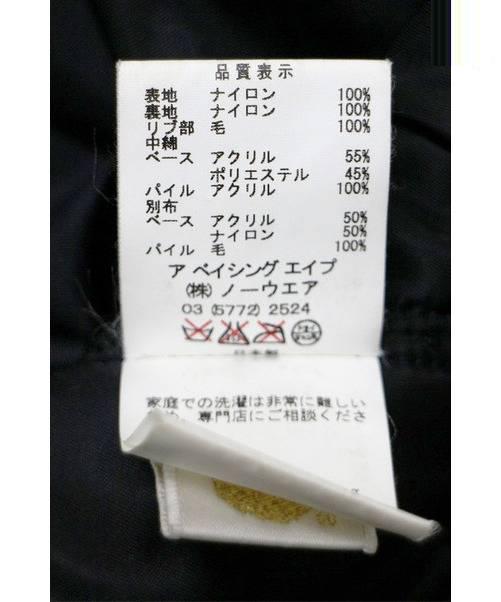 品質表示
表地 ナイロン 100%
裏地 ナイロン 100%
リブ部 毛 100%
中綿
ベース アクリル 55%
ポリエステル 45%
パイル アクリル 100%
別布
ベース アクリル 50%
ナイロン 50%
パイル 毛 100%
ア ベイシング エイプ
(株) ノーウエア
03 (5772) 2524
日本製
家庭での洗濯は非常に難しい
ため、専門店にご相談くださ